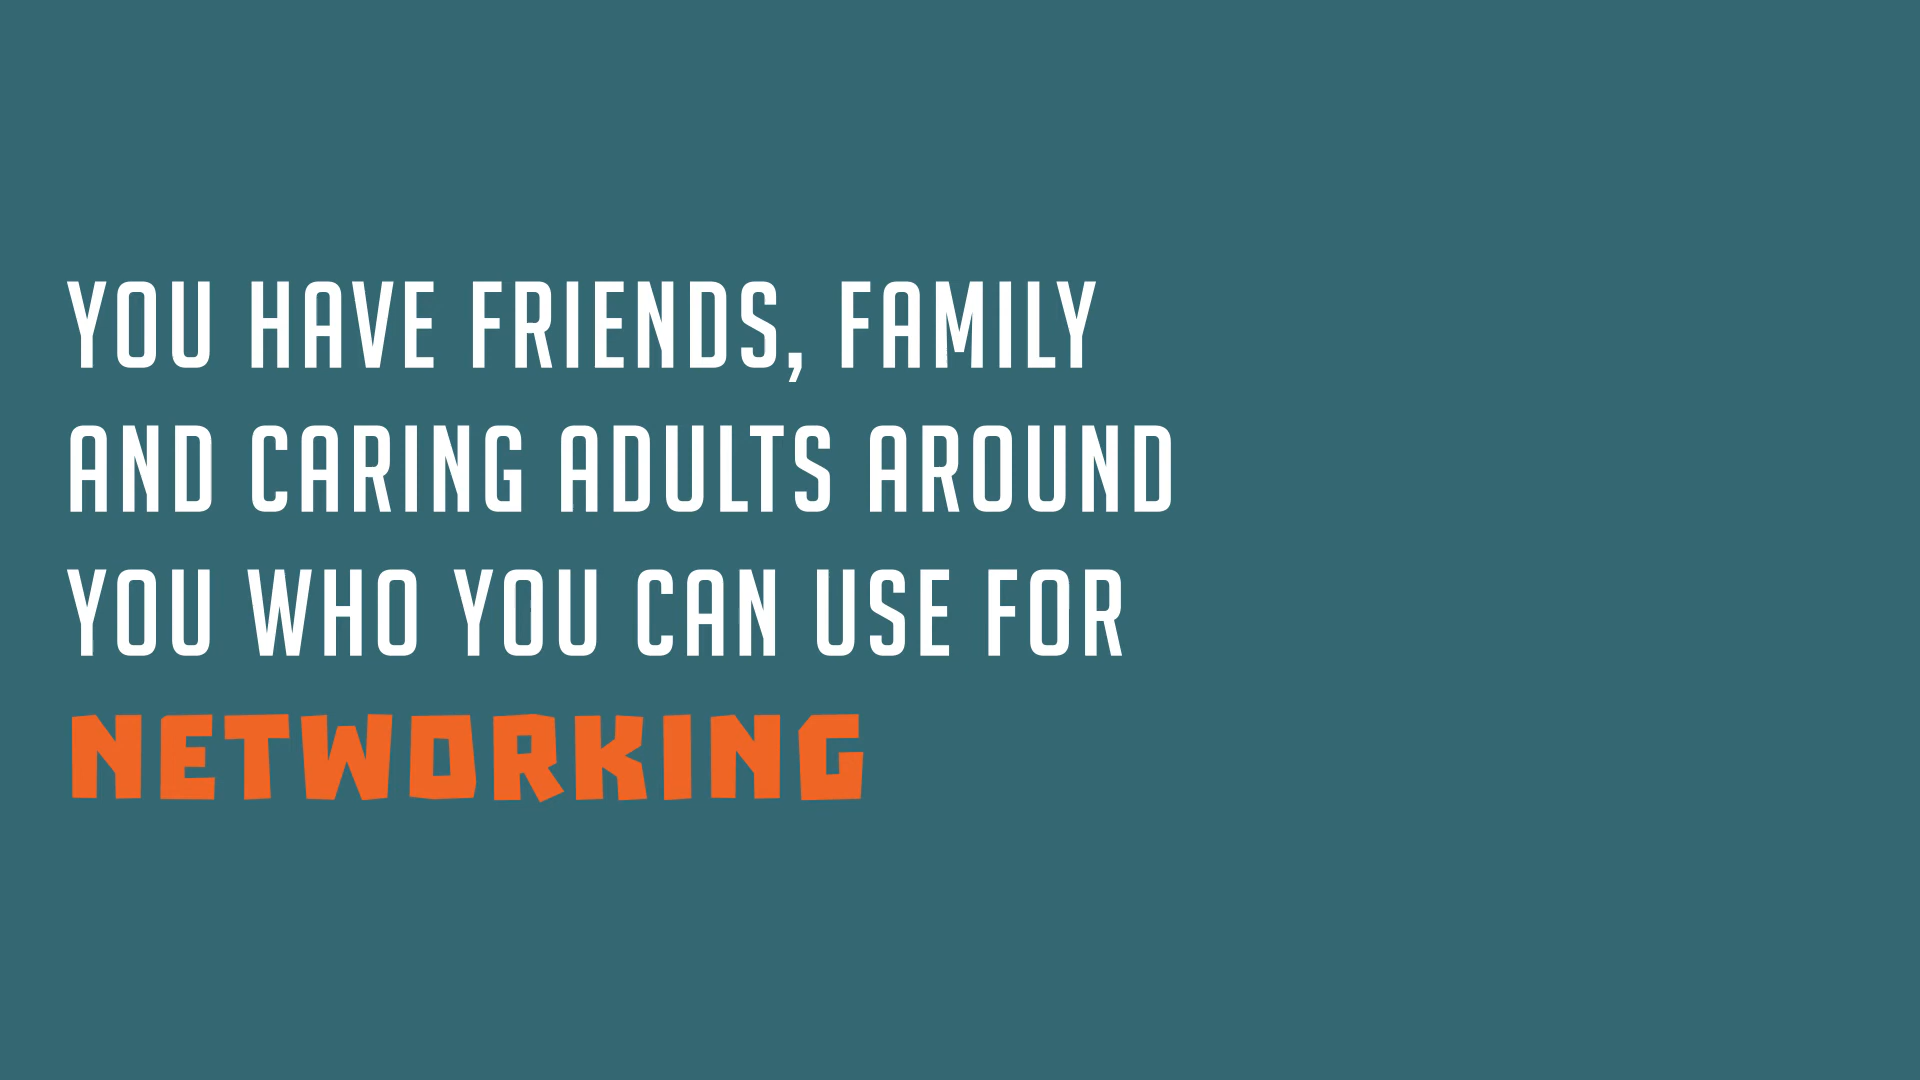 YOU HAVE FRIENDS, FAMILY
AND CARING ADULTS AROUND
YOU WHO YOU CAN USE FOR
NETWORKING